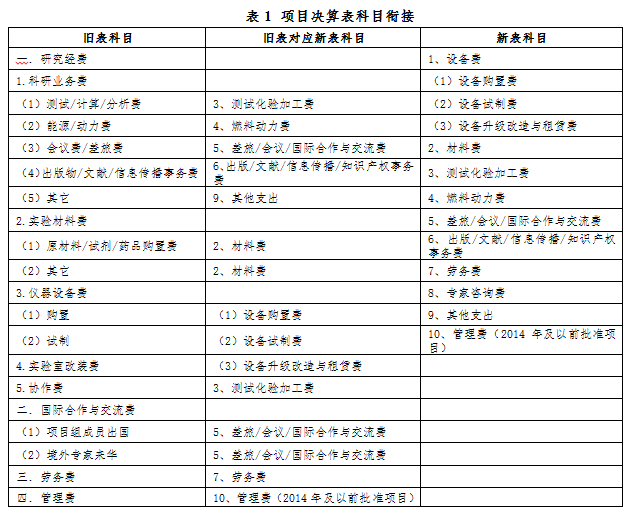 表 1 项目决算表科目衔接
旧表科目 旧表对应新表科目 新表科目
一．研究经费 1、设备费
1.科研业务费 （1）设备购置费
（1）测试/计算/分析费 3、测试化验加工费 （2）设备试制费
（2）能源/动力费 4、燃料动力费 （3）设备升级改造与租赁费
（3）会议费/差旅费 5、差旅/会议/国际合作与交流费 2、材料费
（4)出版物/文献/信息传播事务费 6、出版/文献/信息传播/知识产权事务
费 3、测试化验加工费
（5）其它 9、其他支出 4、燃料动力费
2.实验材料费 5、差旅/会议/国际合作与交流费
（1）原材料/试剂/药品购置费 2、材料费 6、出版/文献/信息传播/知识产权
事务费
（2）其它 2、材料费 7、劳务费
3.仪器设备费 8、专家咨询费
（1）购置 （1）设备购置费 9、其他支出
（2）试制 （2）设备试制费 10、管理费（2014 年及以前批准项
目）
4.实验室改装费 （3）设备升级改造与租赁费
5.协作费 3、测试化验加工费
二．国际合作与交流费
（1）项目组成员出国 5、差旅/会议/国际合作与交流费
（2）境外专家来华 5、差旅/会议/国际合作与交流费
三．劳务费 7、劳务费
四．管理费 10、管理费（2014年及以前批准项目）